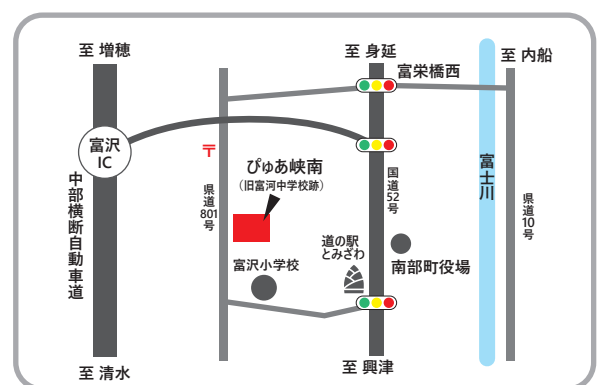 至 増穂
至 身延
至 内船
富栄橋西
富沢
IC
〒
ぴゅあ峡南
(旧富河中学校跡)
中部横断自動車道
県道801号
国道52号
富士川
県道10号
道の駅
とみざわ
富沢小学校
南部町役場
至 清水
至 興津